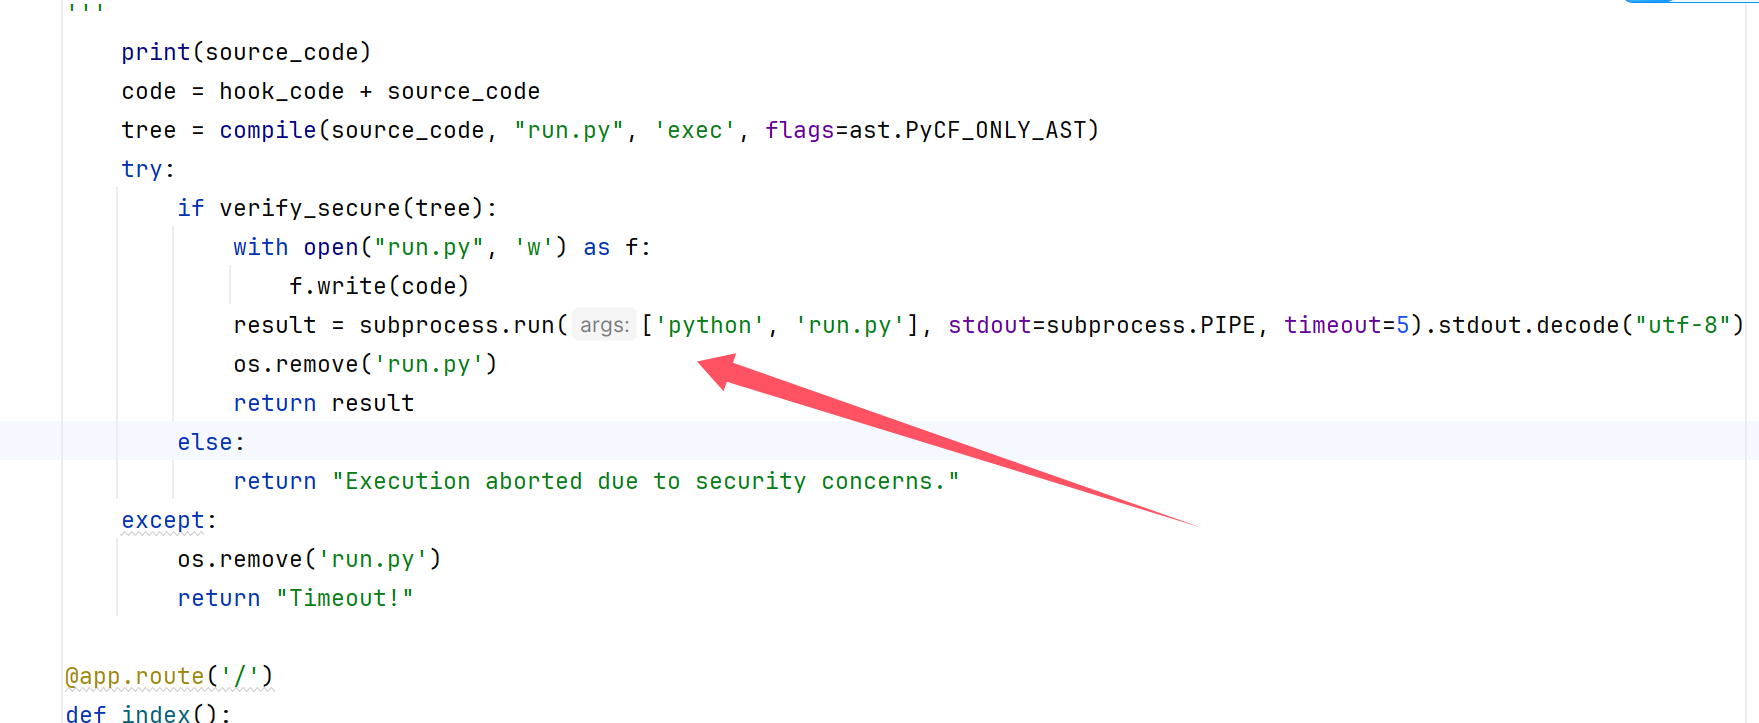 '''
print(source_code)
code = hook_code + source_code
tree = compile(source_code, "run.py", 'exec', flags=ast.PyCF_ONLY_AST)
try:
if verify_secure(tree):
with open("run.py", 'w') as f:
f.write(code)
result = subprocess.run( args: ['python', 'run.py'], stdout=subprocess.PIPE, timeout=5).stdout.decode("utf-8")
os.remove('run.py')
return result
else:
return "Execution aborted due to security concerns."
except:
os.remove('run.py')
return "Timeout!"
@app.route('/')
def index():